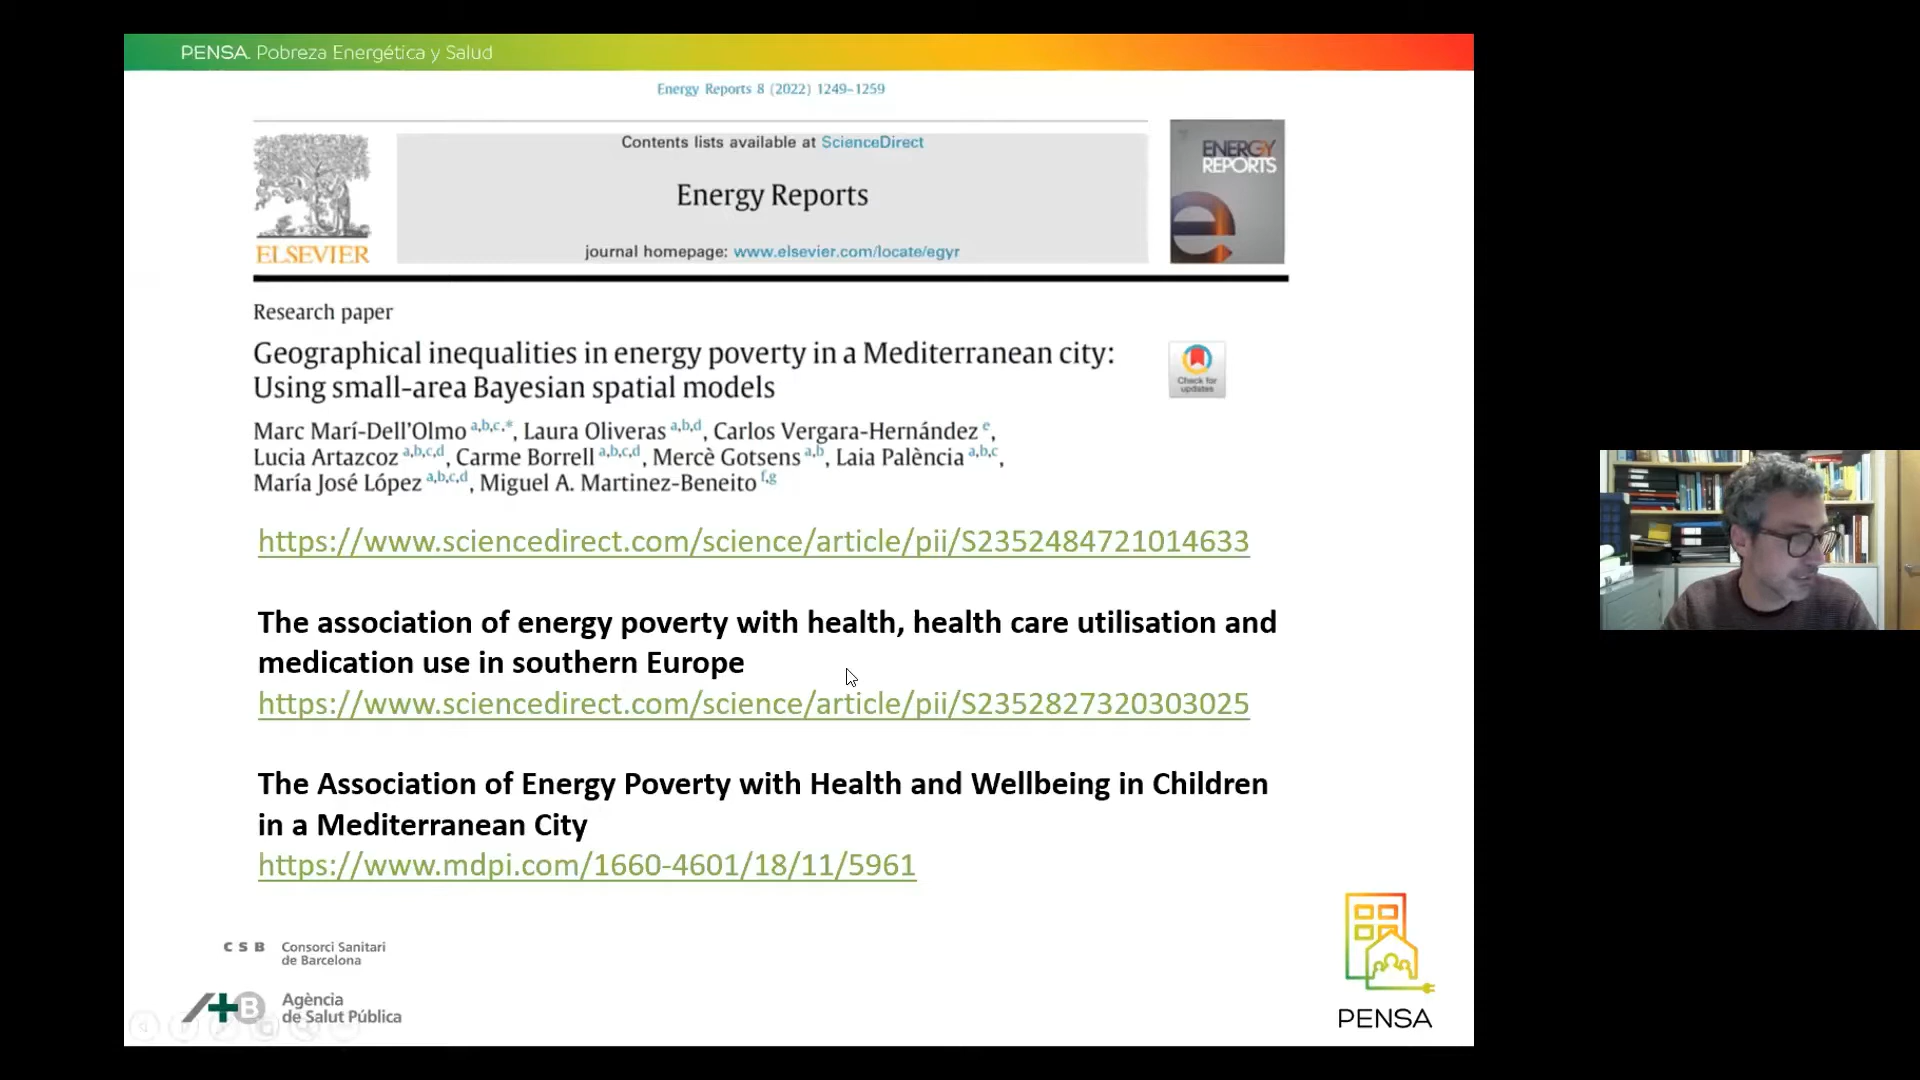 PENSA. Pobreza Energética y Salud
Energy Reports 8 (2022) 1249–1259
Contents lists available at ScienceDirect
Energy Reports
journal homepage: www.elsevier.com/locate/egyr
ELSEVIER
ENERGY
REPORTS
Research paper
Geographical inequalities in energy poverty in a Mediterranean city:
Using small-area Bayesian spatial models
Check for
updates
Marc Marí-Dell'Olmo a,b,c,*, Laura Oliveras a,b,d, Carlos Vergara-Hernández e,
Lucia Artazcoz a,b,c,d, Carme Borrell a,b,c,d, Mercè Gotsens a,b, Laia Palència a,b,c,
María José López a,b,c,d, Miguel A. Martinez-Beneito f,g
https://www.sciencedirect.com/science/article/pii/S2352484721014633
The association of energy poverty with health, health care utilisation and
medication use in southern Europe
https://www.sciencedirect.com/science/article/pii/S2352827320303025
The Association of Energy Poverty with Health and Wellbeing in Children
in a Mediterranean City
https://www.mdpi.com/1660-4601/18/11/5961
CSB Consorci Sanitari
de Barcelona
B Agència
de Salut Pública
PENSA